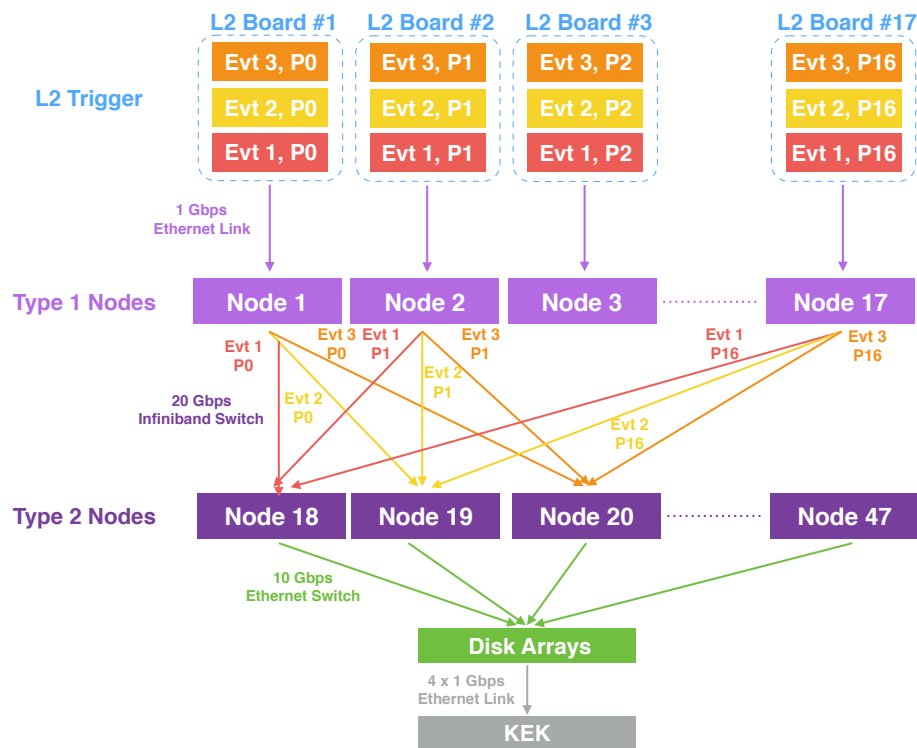 L2 Board #1
L2 Board #2
L2 Board #3
L2 Board #17
Evt 3, P0
Evt 3, P1
Evt 3, P2
Evt 3, P16
L2 Trigger
Evt 2, P0
Evt 2, P1
Evt 2, P2
Evt 2, P16
Evt 1, P0
Evt 1, P1
Evt 1, P2
Evt 1, P16
1 Gbps
Ethernet Link
Type 1 Nodes
Node 1
Node 2
Node 3
Node 17
Evt 1
P0
Evt 3
P0
Evt 1
P1
Evt 3
P1
Evt 1
P16
Evt 3
P16
Evt 2
P0
Evt 2
P1
Evt 2
P16
20 Gbps
Infiniband Switch
Type 2 Nodes
Node 18
Node 19
Node 20
Node 47
10 Gbps
Ethernet Switch
Disk Arrays
4 x 1 Gbps
Ethernet Link
KEK